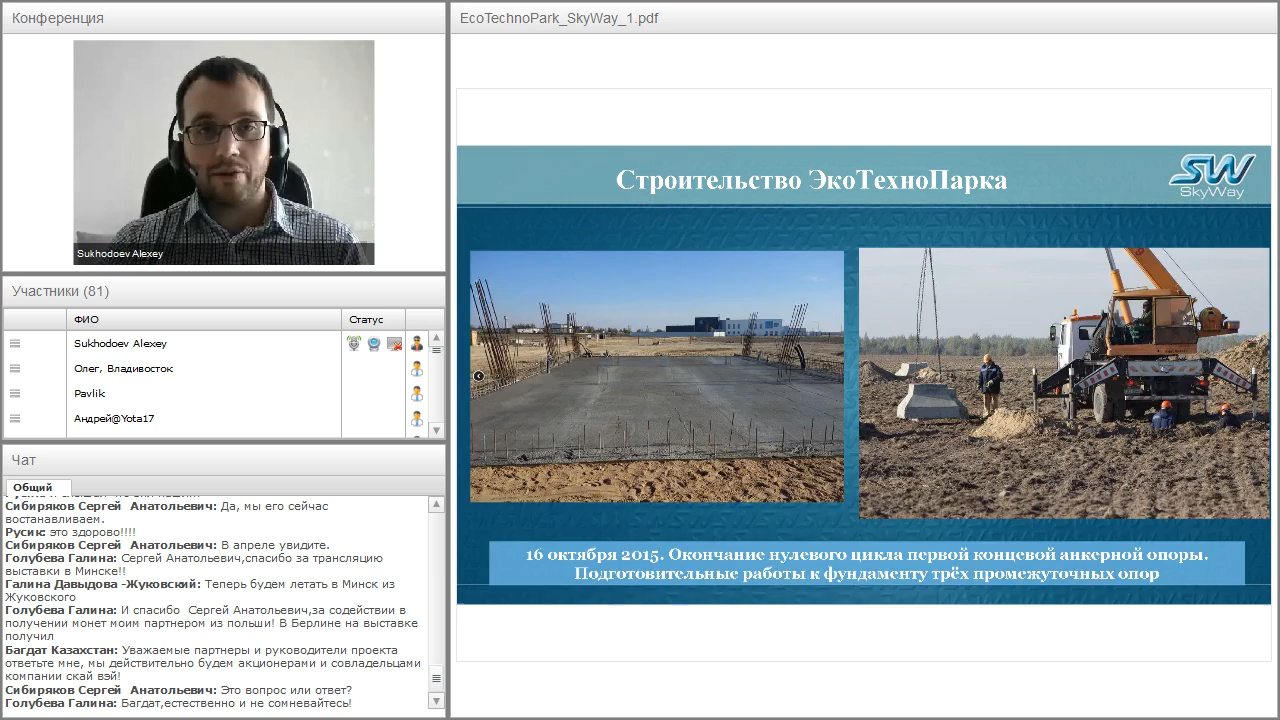 Конференция
Sukhodoev Alexey
Участники (81)
ФИО
Статус
Sukhodoev Alexey
Олег, Владивосток
Pavlik
Андрей@Yota17
Чат
Общий
Сибиряков Сергей Анатольевич: Да, мы его сейчас
востанавливаем.
Русик: это здорово!!!!
Сибиряков Сергей Анатольевич: В апреле увидите.
Голубева Галина: Сергей Анатольевич,спасибо за трансляцию
выставки в Минске!!
Галина Давыдова -Жуковский: Теперь будем летать в Минск из
Жуковского
Голубева Галина: И спасибо Сергей Анатольевич,за содействии в
получении монет моим партнером из польши! В Берлине на выставке
получил
Багдат Казахстан: Уважаемые партнеры и руководители проекта
ответьте мне, мы действительно будем акционерами и совладельцами
компании скай вэй!
Сибиряков Сергей Анатольевич: Это вопрос или ответ?
Голубева Галина: Багдат,естественно и не сомневайтесь!
EcoTechnoPark_SkyWay_1.pdf
Строительство ЭкоТехноПарка
SW
SkyWay
16 октября 2015. Окончание нулевого цикла первой концевой анкерной опоры.
Подготовительные работы к фундаменту трёх промежуточных опор